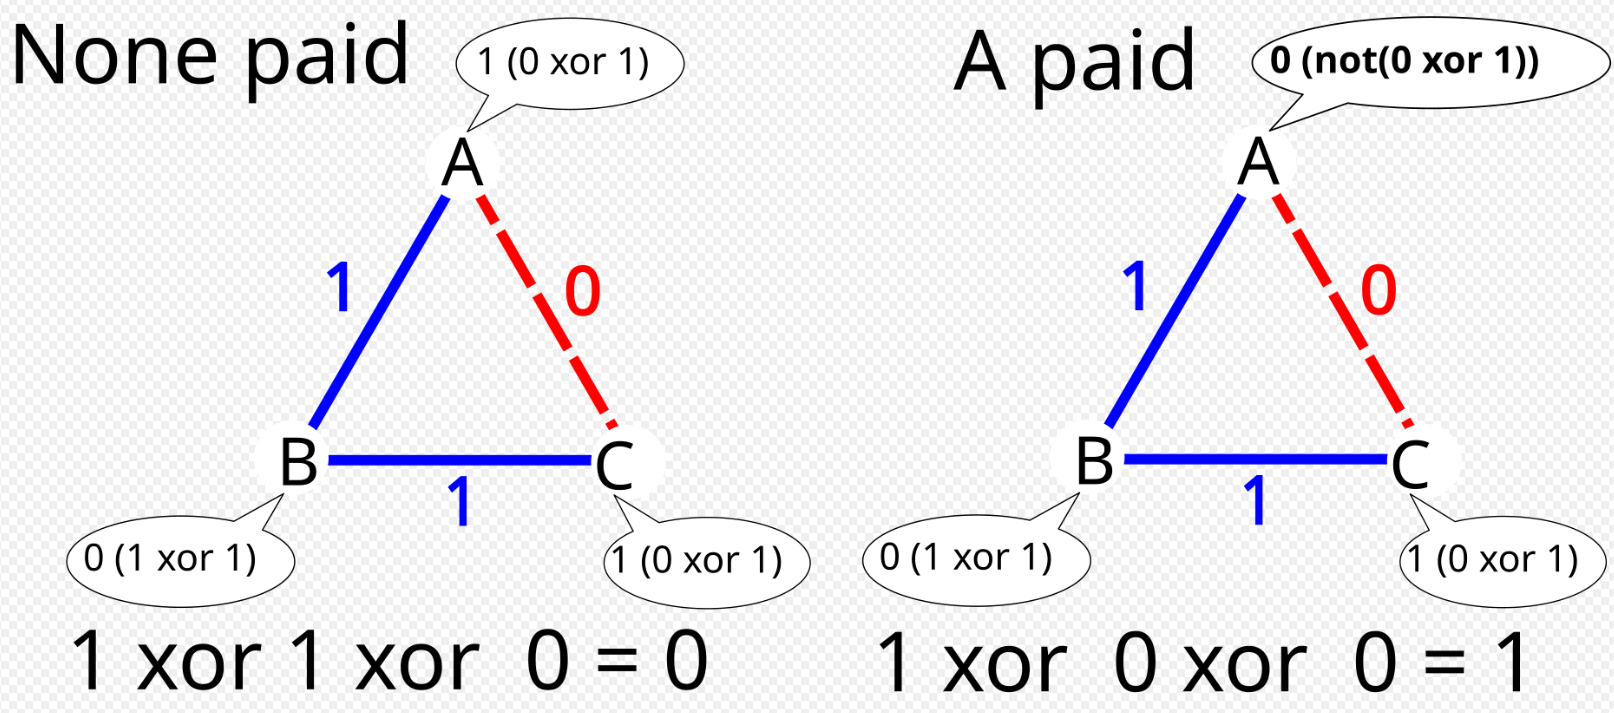 None paid
1 (0 xor 1)
A
1
0
B
C
1
0 (1 xor 1)
1 (0 xor 1)
1 xor 1 xor 0 = 0
A paid
0 (not(0 xor 1))
A
1
0
B
C
1
0 (1 xor 1)
1 (0 xor 1)
1 xor 0 xor 0 = 1